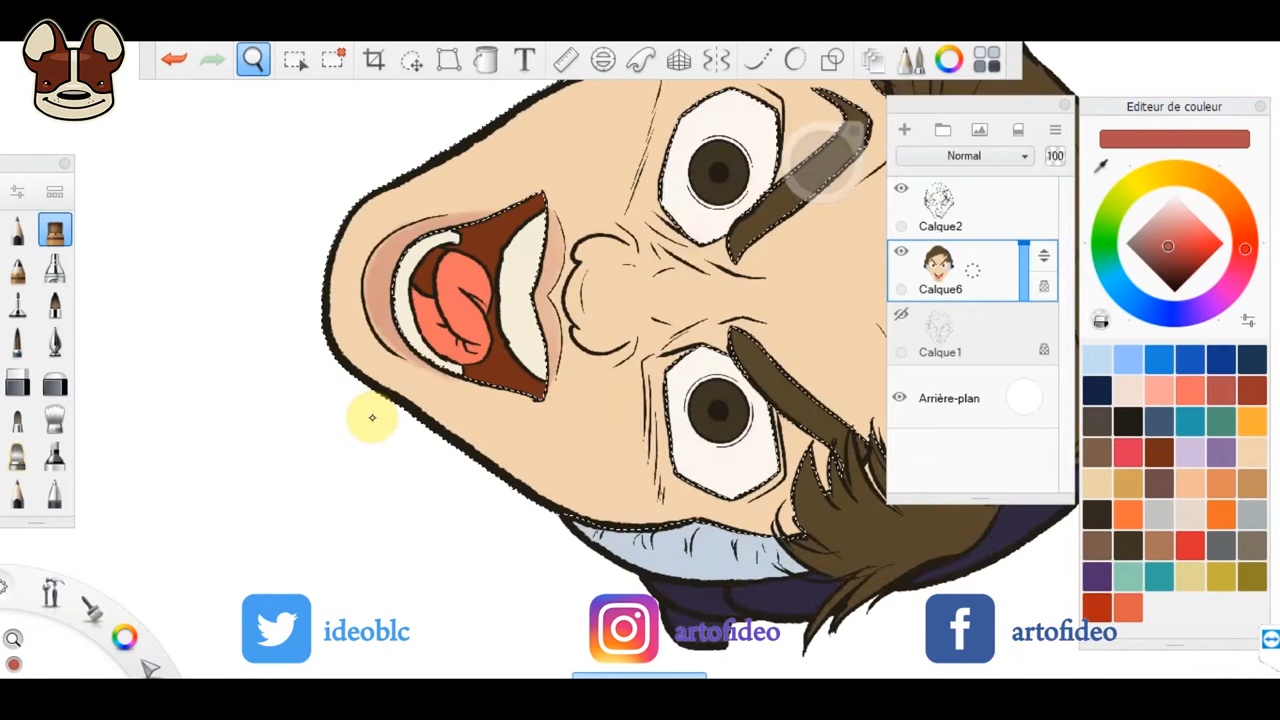 T
Editeur de couleur
Normal
100
Calque2
Calque6
Calque1
Arrière-plan
ideoblc
artofideo
artofideo